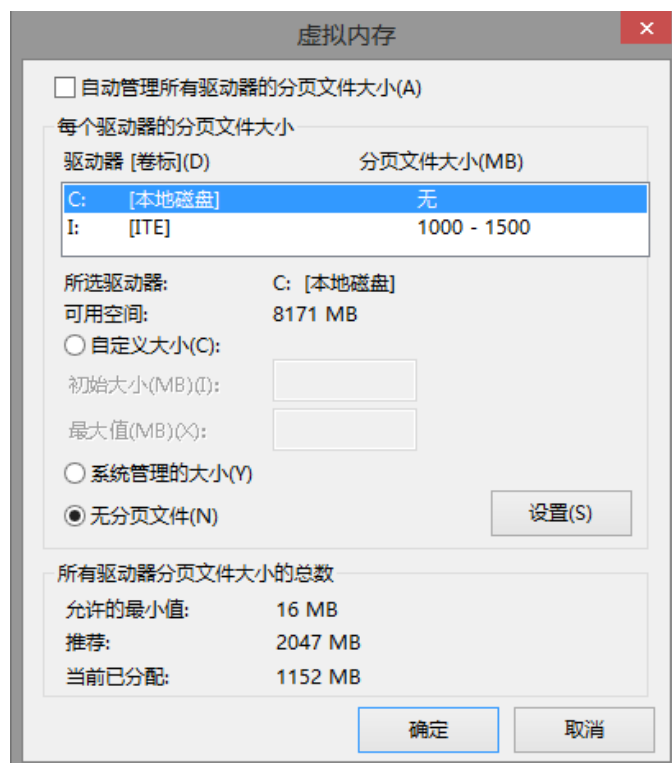 虚拟内存
自动管理所有驱动器的分页文件大小(A)
每个驱动器的分页文件大小
驱动器 [卷标](D) 分页文件大小(MB)
C: [本地磁盘] 无
I: [ITE] 1000 - 1500
所选驱动器: C: [本地磁盘]
可用空间: 8171 MB
自定义大小(C):
初始大小(MB)(I):
最大值(MB)(X):
系统管理的大小(Y)
无分页文件(N) 设置(S)
所有驱动器分页文件大小的总数
允许的最小值: 16 MB
推荐: 2047 MB
当前已分配: 1152 MB
确定 取消